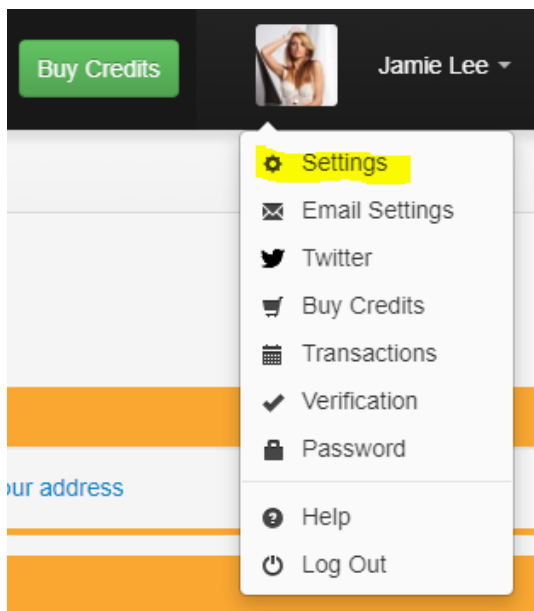 Buy Credits
Jamie Lee
Settings
Email Settings
Twitter
Buy Credits
Transactions
Verification
Password
our address
Help
Log Out